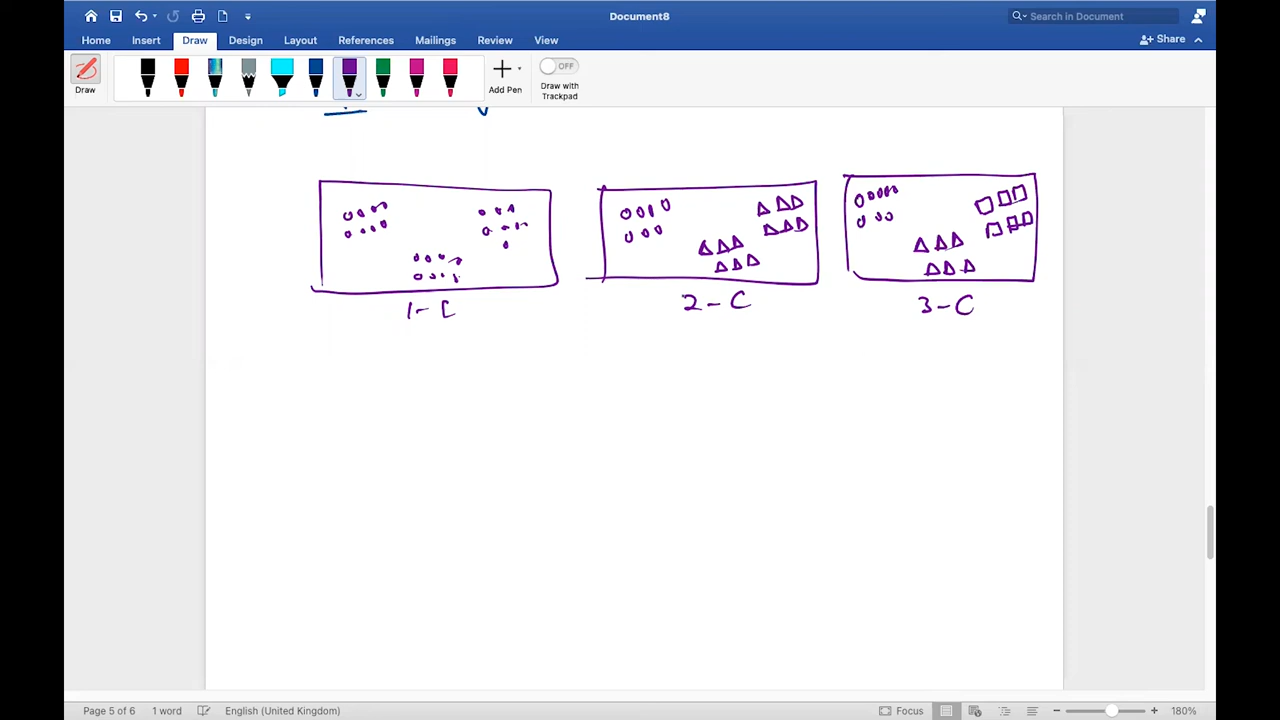 Document8
Search in Document
Home Insert Draw Design Layout References Mailings Review View
Share
Draw
OFF
Draw with
Trackpad
Add Pen
1-C
2-C
3-C
Page 5 of 6
1 word
English (United Kingdom)
Focus
180%